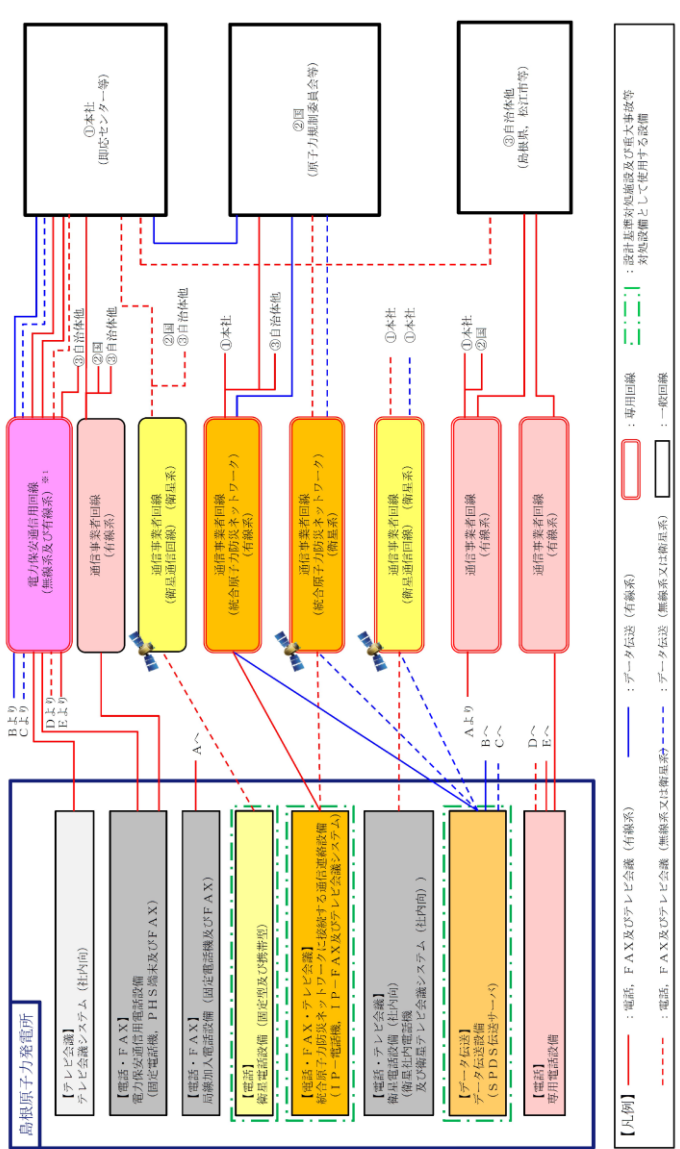 島根原子力発電所
【テレビ会議】
テレビ会議システム（社内向）
【電話・ＦＡＸ】
電力保安通信用電話設備
（固定電話機，ＰＨＳ端末及びＦＡＸ）
【電話・ＦＡＸ】
局線加入電話設備（固定電話機及びＦＡＸ）
【電話】
衛星電話設備（固定型及び携帯型）
【電話・ＦＡＸ・テレビ会議】
統合原子力防災ネットワークに接続する通信連絡設備
（ＩＰ－電話機，ＩＰ－ＦＡＸ及びテレビ会議システム）
【電話・テレビ会議】
衛星電話設備（社内向）
（衛星社内電話機
及び衛星テレビ会議システム（社内向））
【データ伝送】
データ伝送設備
（ＳＰＤＳ伝送サーバ）
【電話】
専用電話設備
Ｂより
Ｃより
Ｄより
Ｅより
Ａへ
Ａより
Ｂへ
Ｃへ
Ｄへ
Ｅへ
電力保安通信用回線
（無線系及び有線系）※1
通信事業者回線
（有線系）
通信事業者回線
（衛星通信回線）（衛星系）
通信事業者回線
（統合原子力防災ネットワーク）
（有線系）
通信事業者回線
（統合原子力防災ネットワーク）
（衛星系）
通信事業者回線
（衛星通信回線）（衛星系）
通信事業者回線
（有線系）
通信事業者回線
（有線系）
③自治体他
②国
③自治体他
②国
③自治体他
①本社
③自治体他
①本社
①本社
①本社
②国
①本社
（即応センター等）
②国
（原子力規制委員会等）
③自治体他
（島根県，松江市等）
【凡例】
：電話，ＦＡＸ及びテレビ会議（有線系）
：データ伝送（有線系）
：専用回線
：設計基準対処施設及び重大事故等
対処設備として使用する設備
：電話，ＦＡＸ及びテレビ会議（無線系又は衛星系）
：データ伝送（無線系又は衛星系）
：一般回線